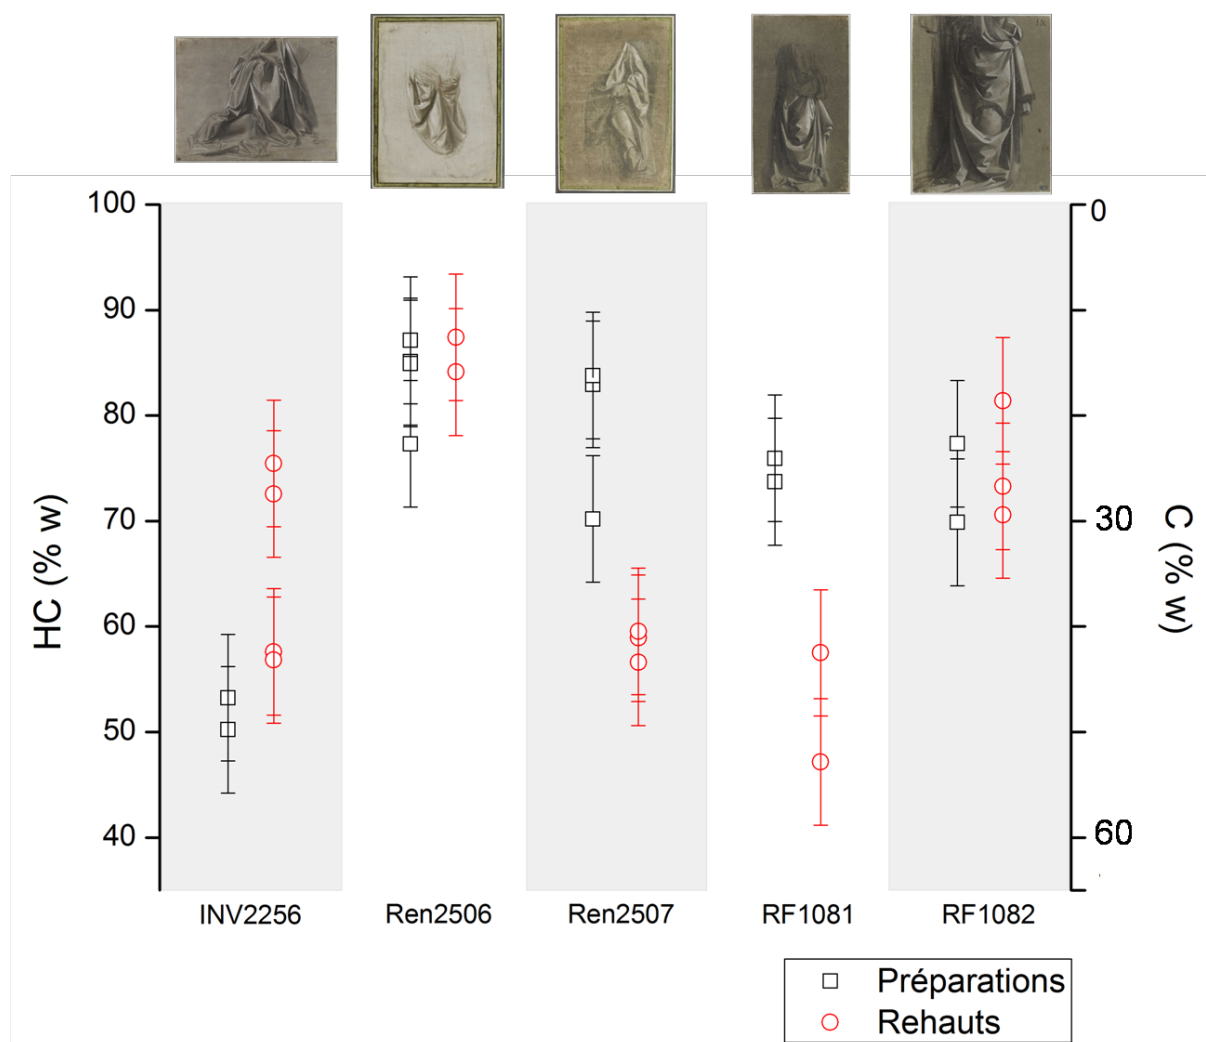 100
90
80
70
60
50
40
HC (% w)
0
30
60
C (% w)
INV2256
Ren2506
Ren2507
RF1081
RF1082
Préparations
Rehauts